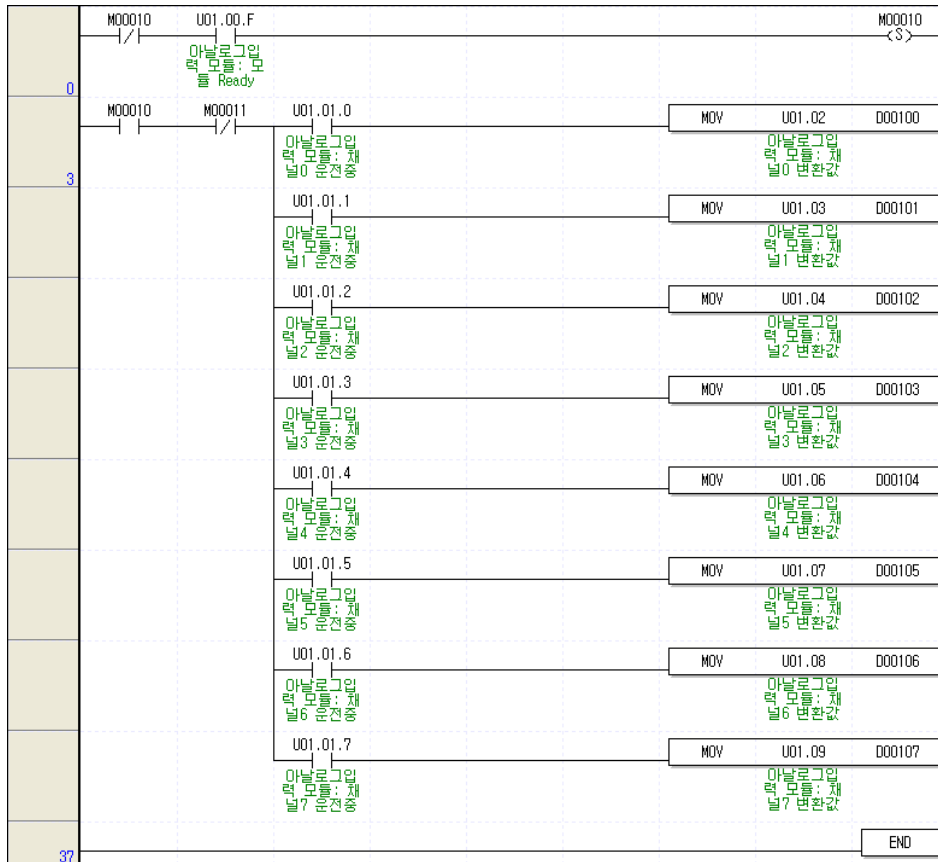 M00010 U01.00.F M00010
S
아날로그입
력 모듈: 모
듈 Ready
0
M00010 M00011 U01.01.0 MOV U01.02 D00100
아날로그입 아날로그입
력 모듈: 채 력 모듈: 채
널0 운전중 널0 변환값
3
U01.01.1 MOV U01.03 D00101
아날로그입 아날로그입
력 모듈: 채 력 모듈: 채
널1 운전중 널1 변환값
U01.01.2 MOV U01.04 D00102
아날로그입 아날로그입
력 모듈: 채 력 모듈: 채
널2 운전중 널2 변환값
U01.01.3 MOV U01.05 D00103
아날로그입 아날로그입
력 모듈: 채 력 모듈: 채
널3 운전중 널3 변환값
U01.01.4 MOV U01.06 D00104
아날로그입 아날로그입
력 모듈: 채 력 모듈: 채
널4 운전중 널4 변환값
U01.01.5 MOV U01.07 D00105
아날로그입 아날로그입
력 모듈: 채 력 모듈: 채
널5 운전중 널5 변환값
U01.01.6 MOV U01.08 D00106
아날로그입 아날로그입
력 모듈: 채 력 모듈: 채
널6 운전중 널6 변환값
U01.01.7 MOV U01.09 D00107
아날로그입 아날로그입
력 모듈: 채 력 모듈: 채
널7 운전중 널7 변환값
END
37